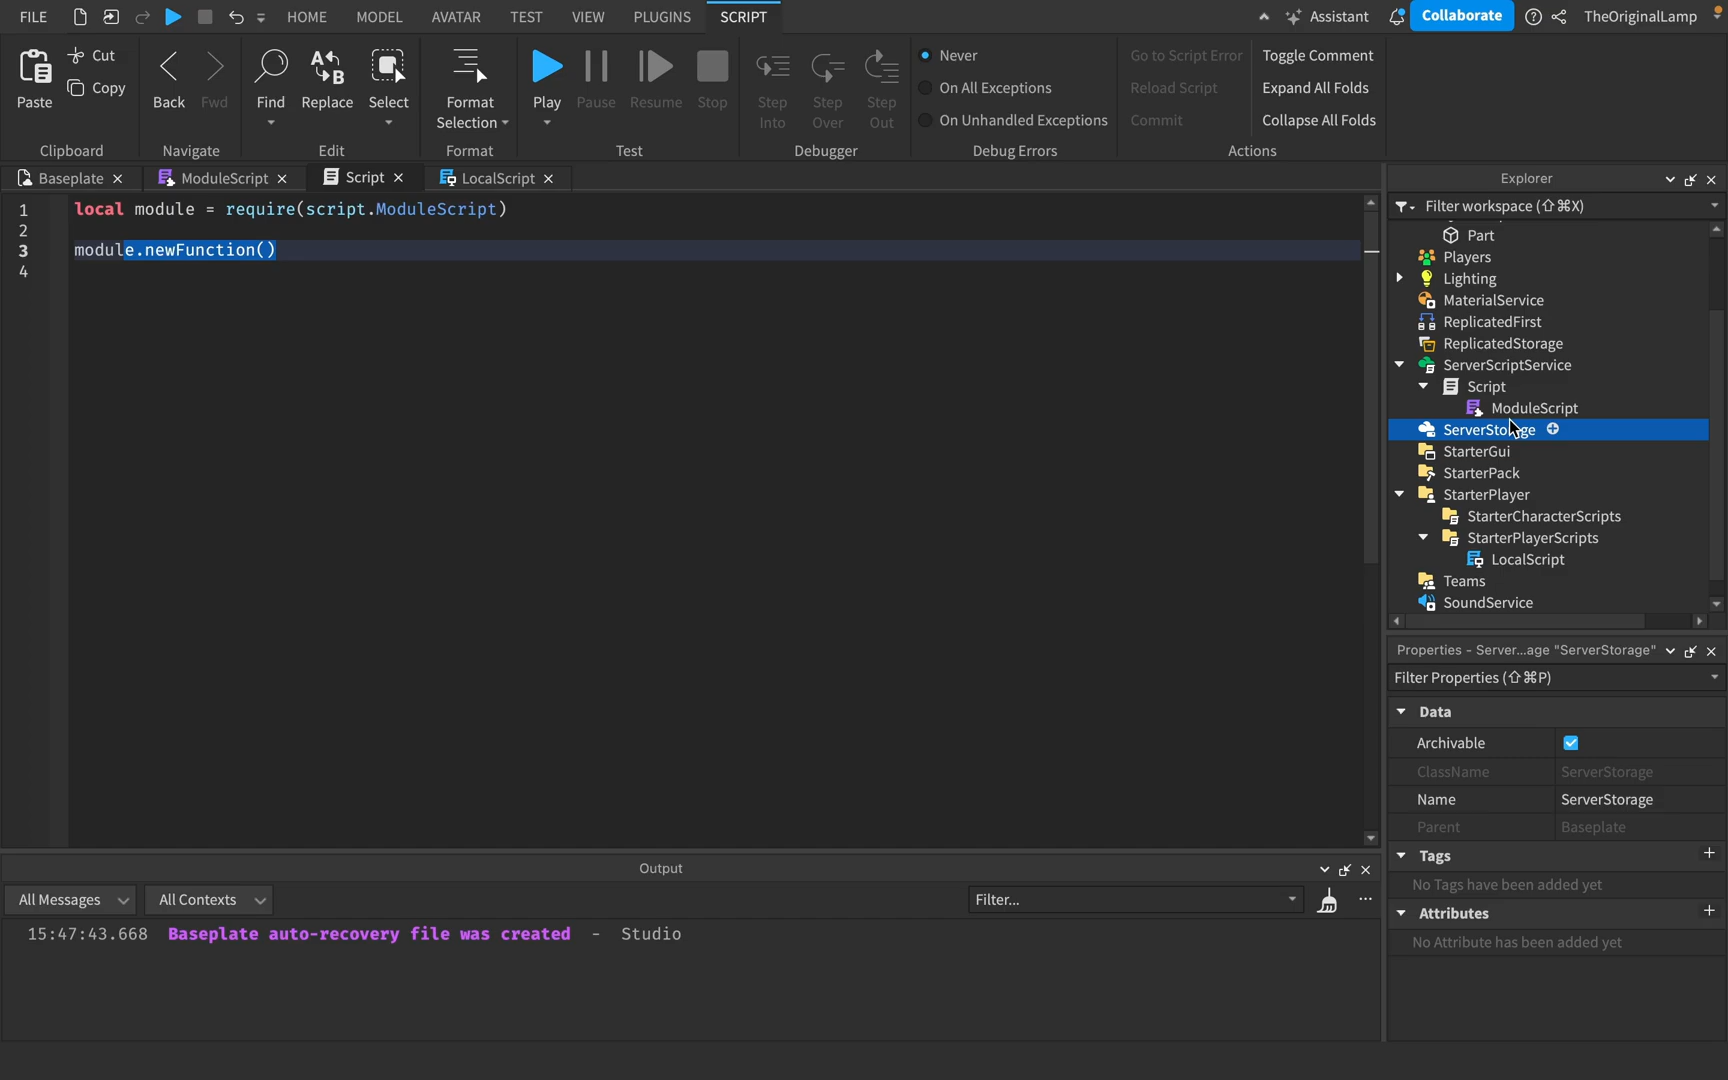 FILE HOME MODEL AVATAR TEST VIEW PLUGINS SCRIPT Assistant Collaborate TheOriginalLamp
Paste Cut Copy
Clipboard
Back Fwd
Navigate
Find Replace Select
Edit
Format
Selection
Format
Play Pause Resume Stop
Test
Step
Into
Step
Over
Step
Out
Debugger
Never
On All Exceptions
On Unhandled Exceptions
Debug Errors
Go to Script Error
Reload Script
Commit
Toggle Comment
Expand All Folds
Collapse All Folds
Actions
Baseplate ModuleScript Script LocalScript
1 local module = require(script.ModuleScript)
2
3 module.newFunction()
4
Explorer
Filter workspace (⇧⌘X)
Part
Players
Lighting
MaterialService
ReplicatedFirst
ReplicatedStorage
ServerScriptService
Script
ModuleScript
ServerStorage
StarterGui
StarterPack
StarterPlayer
StarterCharacterScripts
StarterPlayerScripts
LocalScript
Teams
SoundService
Properties - Server...age "ServerStorage"
Filter Properties (⇧⌘P)
Data
Archivable
ClassName ServerStorage
Name ServerStorage
Parent Baseplate
Tags
No Tags have been added yet
Attributes
No Attribute has been added yet
Output
All Messages All Contexts Filter...
15:47:43.668 Baseplate auto-recovery file was created - Studio